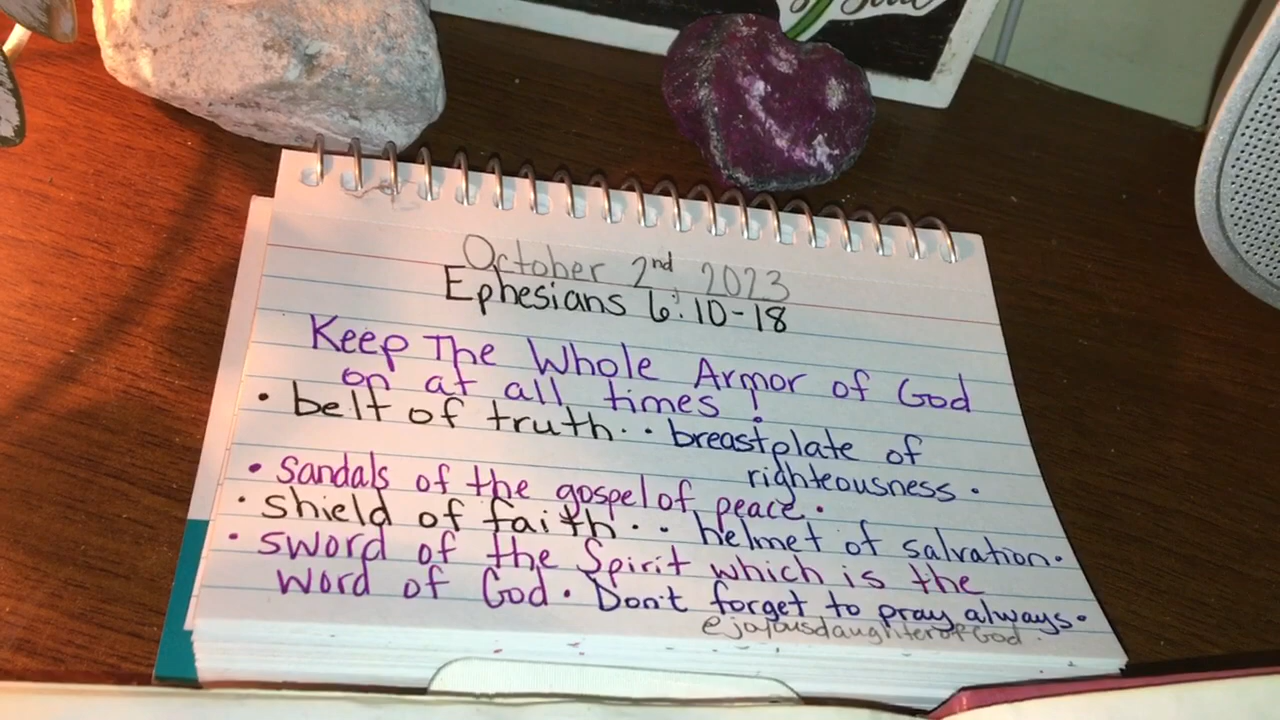 October 2nd, 2023
Ephesians 6:10-18
Keep The Whole Armor of God
on at all times!
• belt of truth. • breastplate of
righteousness.
• sandals of the gospel of peace.
• shield of faith. • helmet of salvation.
• sword of the Spirit which is the
word of God. Don't forget to pray always.
@joyousdaughterofGod